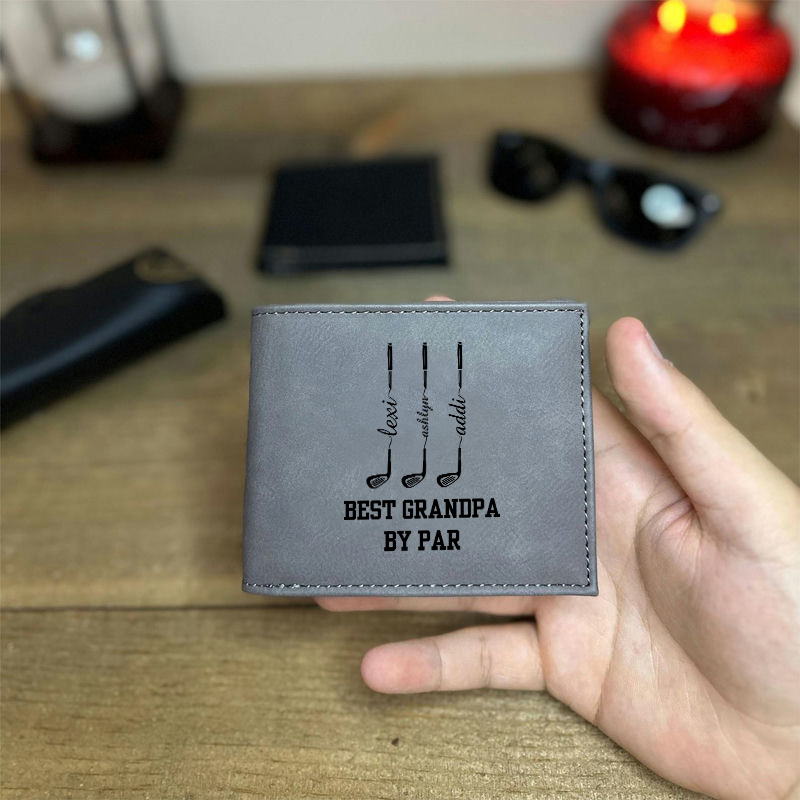 lexi
ashlyn
addi
BEST GRANDPA
BY PAR